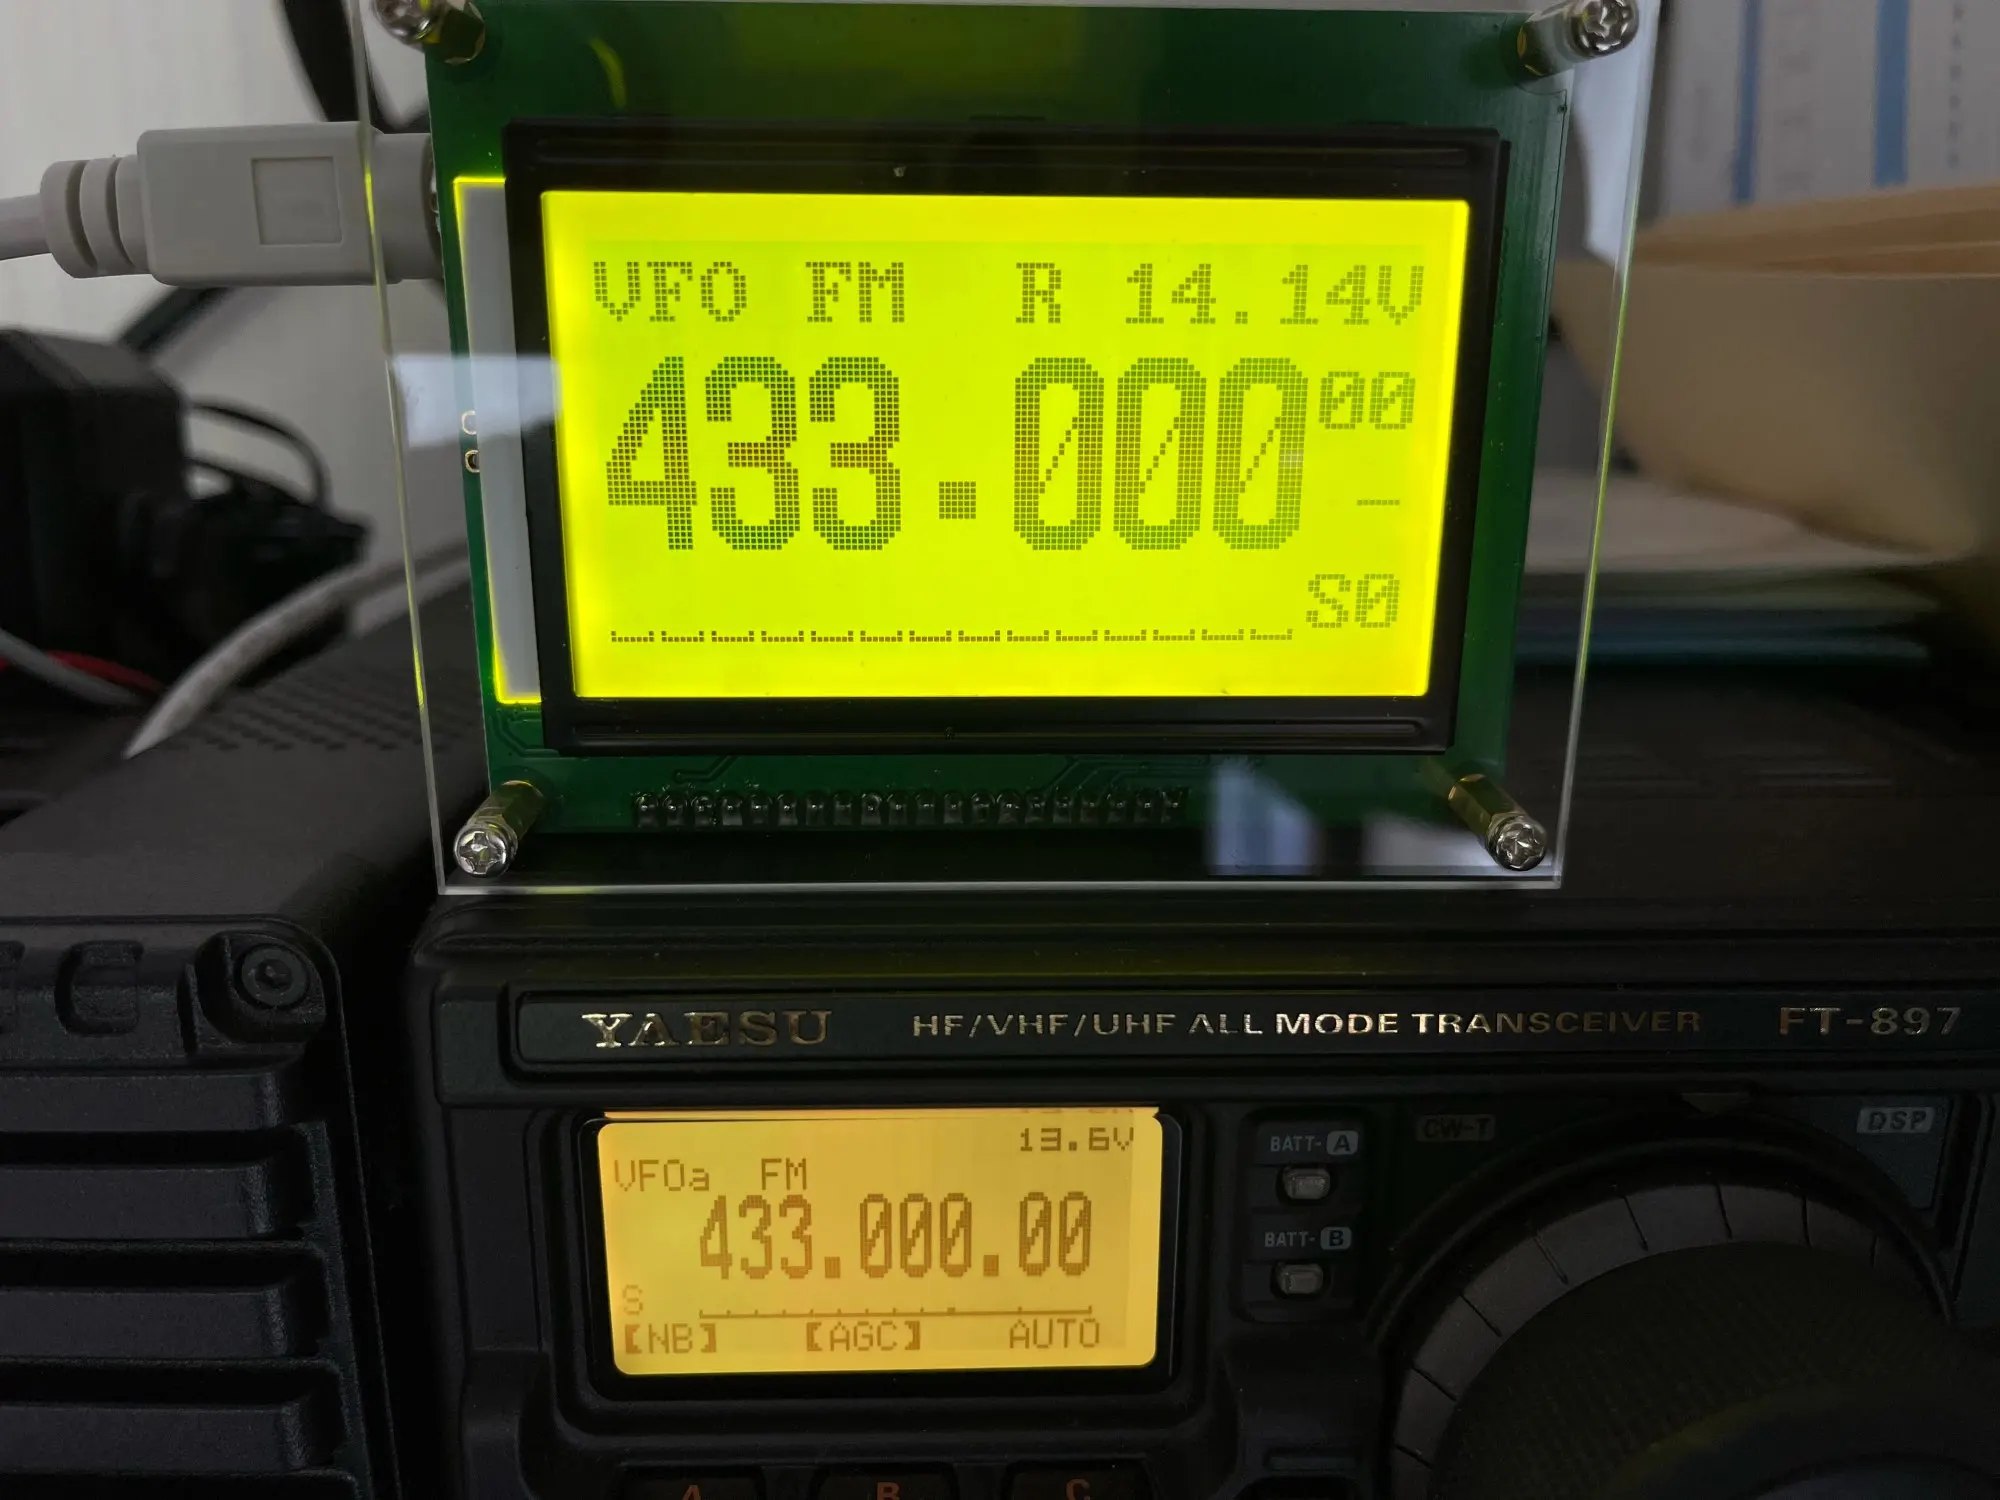 VFO FM R 14.14V
433.00000
-
S0
YAESU HF/VHF/UHF ALL MODE TRANSCEIVER FT-897
13.6V
VFOa FM
433.000.00
S
[NB] [AGC] AUTO
BATT-A
BATT-B
CW-T
DSP
A B C